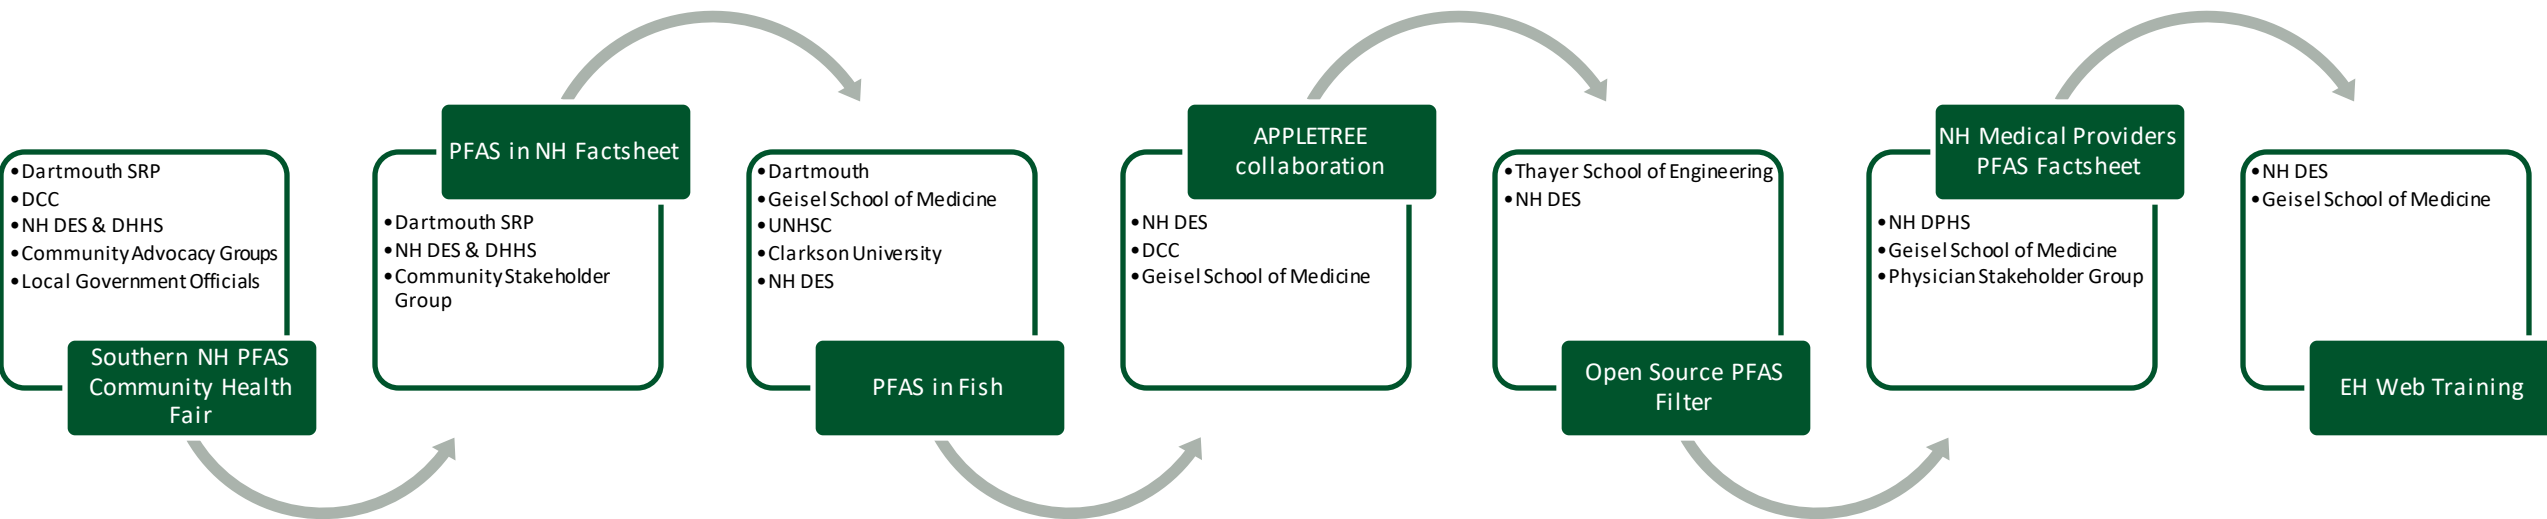 •Dartmouth SRP
•DCC
•NH DES & DHHS
•Community Advocacy Groups
•Local Government Officials
Southern NH PFAS
Community Health
Fair
PFAS in NH Factsheet
•Dartmouth SRP
•NH DES & DHHS
•Community Stakeholder
Group
•Dartmouth
•Geisel School of Medicine
•UNHSC
•Clarkson University
•NH DES
PFAS in Fish
APPLETREE
collaboration
•NH DES
•DCC
•Geisel School of Medicine
•Thayer School of Engineering
•NH DES
Open Source PFAS
Filter
NH Medical Providers
PFAS Factsheet
•NH DPHS
•Geisel School of Medicine
•Physician Stakeholder Group
•NH DES
•Geisel School of Medicine
EH Web Training